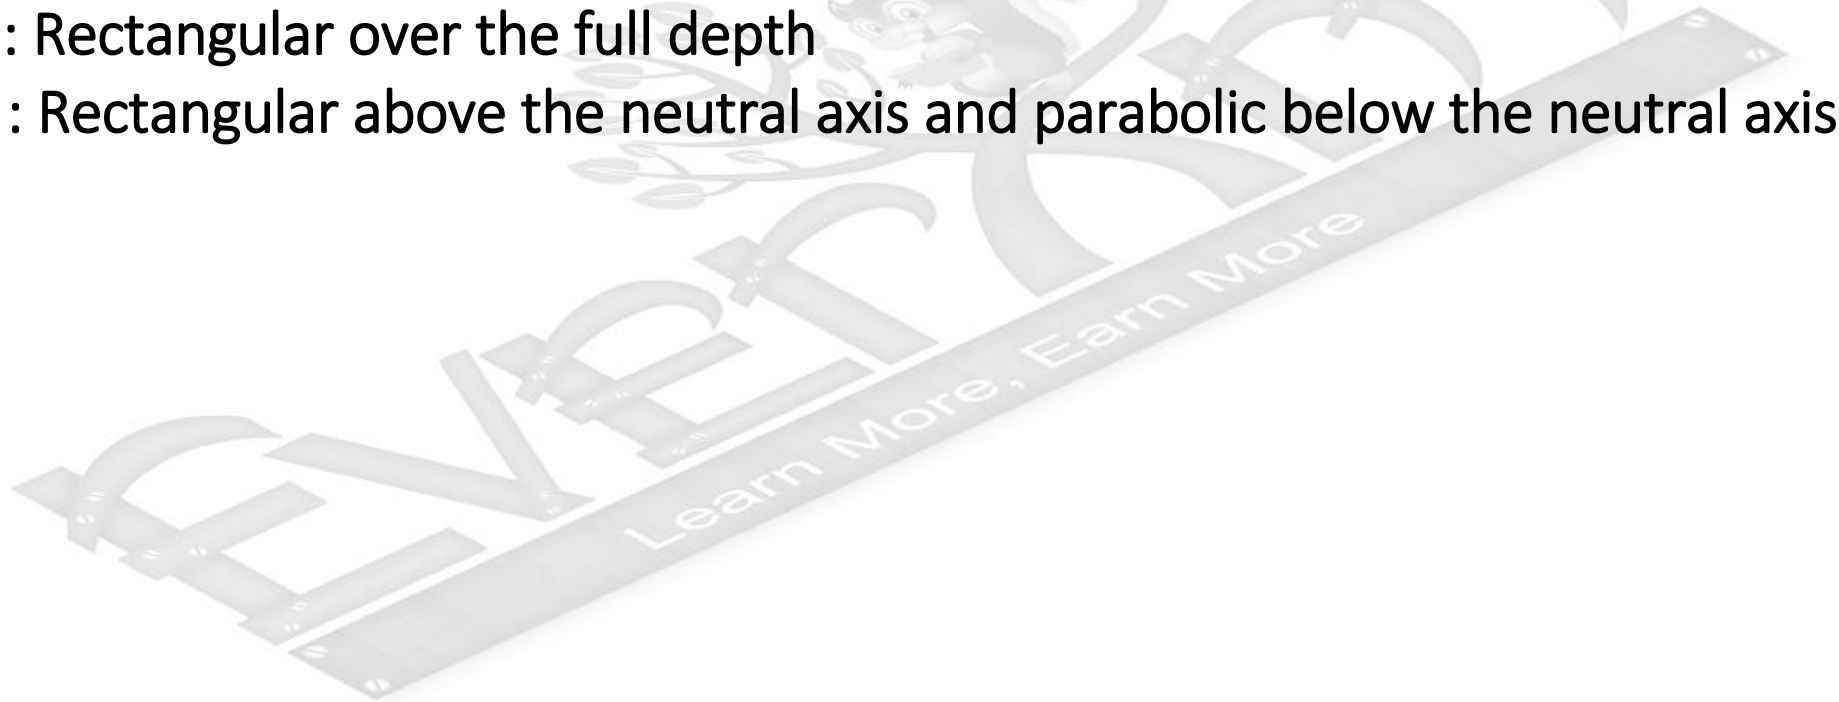 : Rectangular over the full depth
: Rectangular above the neutral axis and parabolic below the neutral axis
Learn More, Earn More